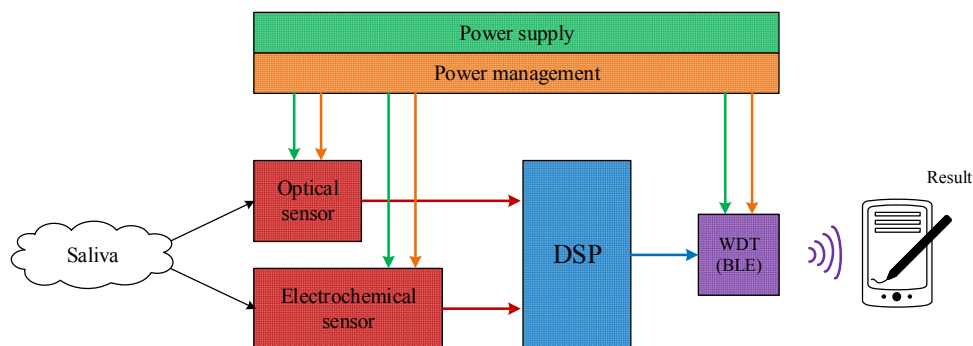 Power supply
Power management
Optical
sensor
Result
Saliva
DSP
WDT
(BLE)
Electrochemical
sensor